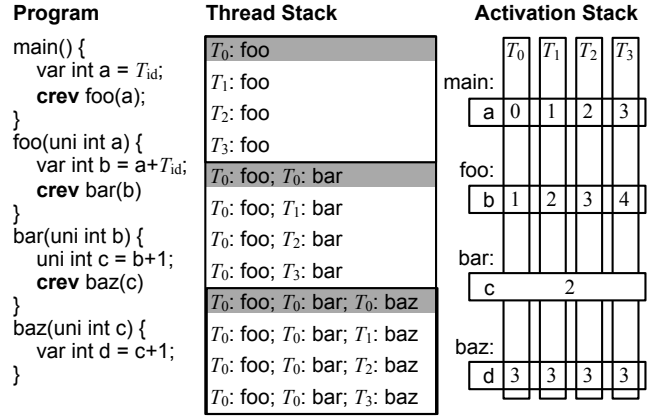 Program
main() {
var int a = Tid;
crev foo(a);
}
foo(uni int a) {
var int b = a+Tid;
crev bar(b)
}
bar(uni int b) {
uni int c = b+1;
crev baz(c)
}
baz(uni int c) {
var int d = c+1;
}
Thread Stack
T0: foo
T1: foo
T2: foo
T3: foo
T0: foo; T0: bar
T0: foo; T1: bar
T0: foo; T2: bar
T0: foo; T3: bar
T0: foo; T0: bar; T0: baz
T0: foo; T0: bar; T1: baz
T0: foo; T0: bar; T2: baz
T0: foo; T0: bar; T3: baz
Activation Stack
T0 T1 T2 T3
main:
a 0 1 2 3
foo:
b 1 2 3 4
bar:
c 2
baz:
d 3 3 3 3